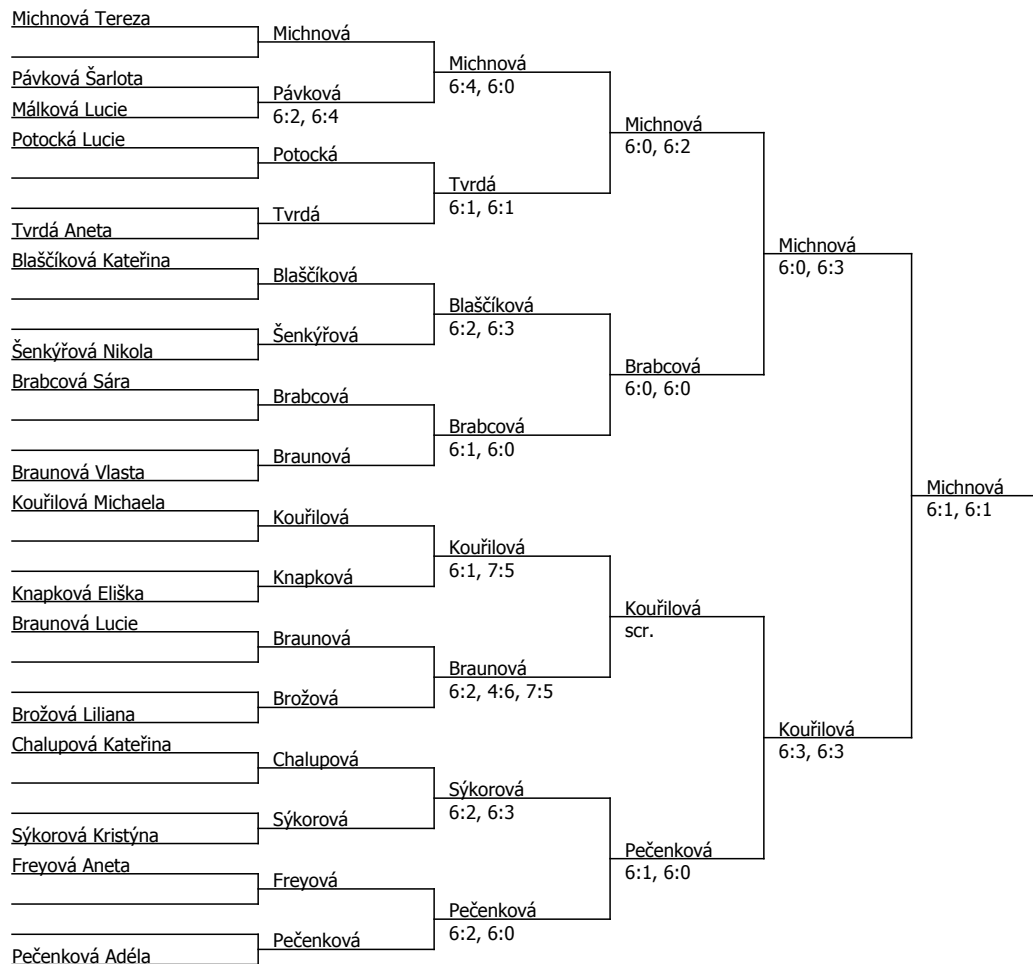 Michnová Tereza
Michnová
Michnová
6:4, 6:0
Pávková Šarlota
Pávková
6:2, 6:4
Málková Lucie
Michnová
6:0, 6:2
Potocká Lucie
Potocká
Tvrdá
6:1, 6:1
Tvrdá
Tvrdá Aneta
Michnová
6:0, 6:3
Blaščíková Kateřina
Blaščíková
Blaščíková
6:2, 6:3
Šenkýřová
Šenkýřová Nikola
Brabcová
6:0, 6:0
Brabcová Sára
Brabcová
Brabcová
6:1, 6:0
Braunová
Braunová Vlasta
Michnová
6:1, 6:1
Kouřilová Michaela
Kouřilová
Kouřilová
6:1, 7:5
Knapková
Knapková Eliška
Kouřilová
scr.
Braunová Lucie
Braunová
Braunová
6:2, 4:6, 7:5
Brožová
Brožová Liliana
Kouřilová
6:3, 6:3
Chalupová Kateřina
Chalupová
Sýkorová
6:2, 6:3
Sýkorová
Sýkorová Kristýna
Pečenková
6:1, 6:0
Freyová Aneta
Freyová
Pečenková
6:2, 6:0
Pečenková
Pečenková Adéla